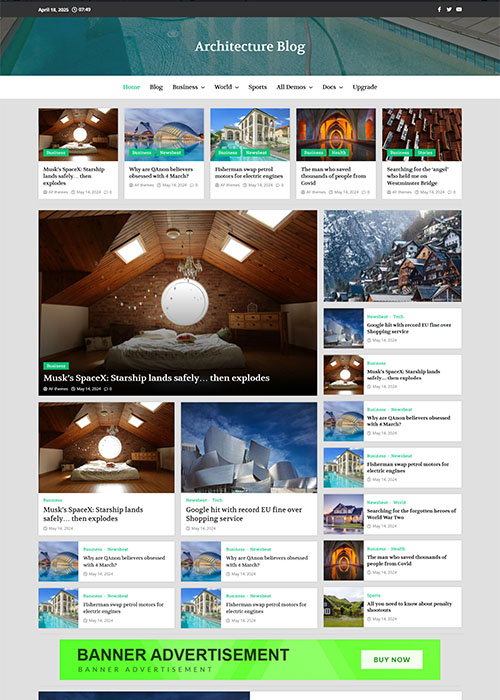 April 18, 2025 07:49
Architecture Blog
Home Blog Business World Sports All Demos Docs Upgrade
Business
Musk's SpaceX: Starship
lands safely… then
explodes
AF themes May 14, 2024 0
Business Newsbeat
Why are QAnon believers
obsessed with 4 March?
AF themes May 14, 2024 0
Business Newsbeat
Fisherman swap petrol
motors for electric engines
AF themes May 14, 2024 0
Business Health
The man who saved
thousands of people from
Covid
AF themes May 14, 2024 0
Business Stories
Searching for the 'angel'
who held me on
Westminster Bridge
AF themes May 14, 2024 0
Business
Musk's SpaceX: Starship lands safely… then explodes
AF themes May 14, 2024 0
Business
Musk's SpaceX: Starship lands
safely… then explodes
May 14, 2024
Newsbeat Tech
Google hit with record EU fine over
Shopping service
May 14, 2024
Business Newsbeat
Why are QAnon believers obsessed
with 4 March?
May 14, 2024
Business Newsbeat
Why are QAnon believers obsessed
with 4 March?
May 14, 2024
Business Newsbeat
Fisherman swap petrol motors for
electric engines
May 14, 2024
Business Newsbeat
Fisherman swap petrol motors for
electric engines
May 14, 2024
Newsbeat Tech
Google hit with record EU fine over
Shopping service
May 14, 2024
Business
Musk's SpaceX: Starship lands
safely… then explodes
May 14, 2024
Business Newsbeat
Why are QAnon believers obsessed
with 4 March?
May 14, 2024
Business Newsbeat
Fisherman swap petrol motors for
electric engines
May 14, 2024
Newsbeat World
Searching for the forgotten heroes of
World War Two
May 14, 2024
Business Health
The man who saved thousands of
people from Covid
May 14, 2024
Sports
All you need to know about penalty
shootouts
May 14, 2024
BANNER ADVERTISEMENT
BANNER ADVERTISEMENT
BUY NOW